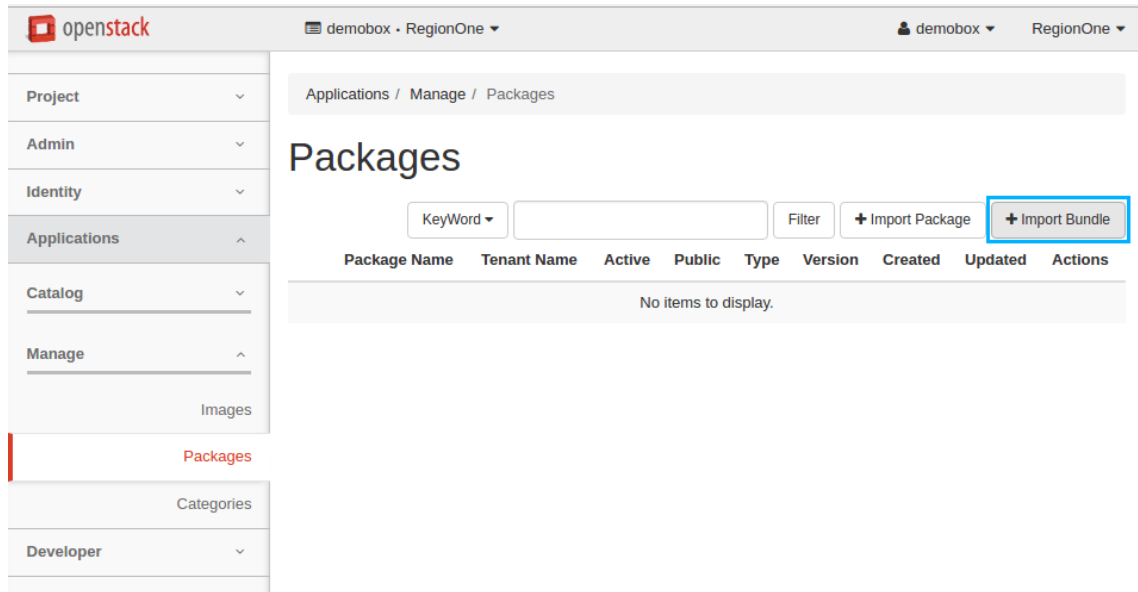 openstack demobox • RegionOne demobox RegionOne
Project
Admin
Identity
Applications
Catalog
Manage
Images
Packages
Categories
Developer
Applications / Manage / Packages
Packages
KeyWord Filter + Import Package + Import Bundle
Package Name Tenant Name Active Public Type Version Created Updated Actions
No items to display.